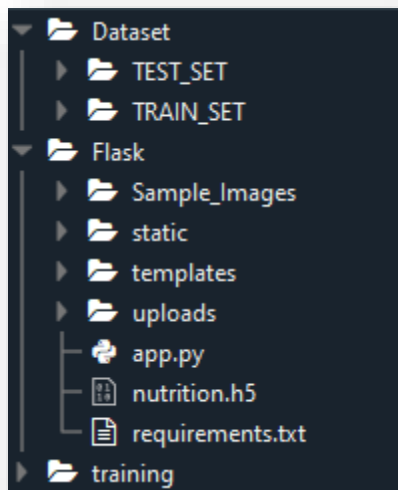 Dataset
TEST_SET
TRAIN_SET
Flask
Sample_Images
static
templates
uploads
app.py
nutrition.h5
requirements.txt
training